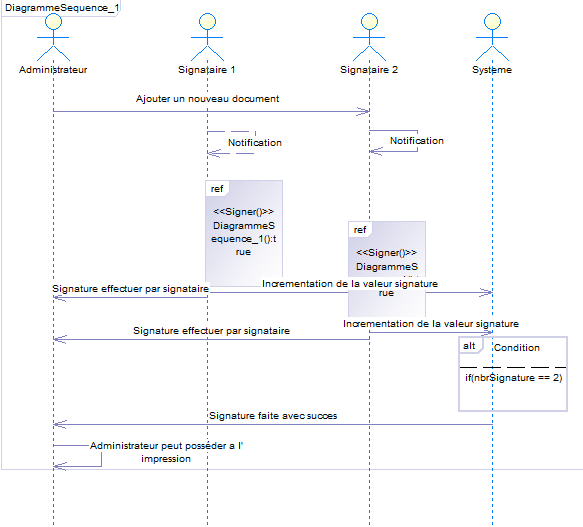 DiagrammeSequence_1
Administrateur
Signataire 1
Signataire 2
Système
Ajouter un nouveau document
Notification
Notification
ref
<<Signer()>>
DiagrammeS
equence_1():t
rue
ref
<<Signer()>>
DiagrammeS
Incrementation de la valeur signature
rue
Signature effectuer par signataire
Incrementation de la valeur signature
Signature effectuer par signataire
alt
Condition
if(nbrSignature == 2)
Signature faite avec succes
Administrateur peut posséder a l'
impression